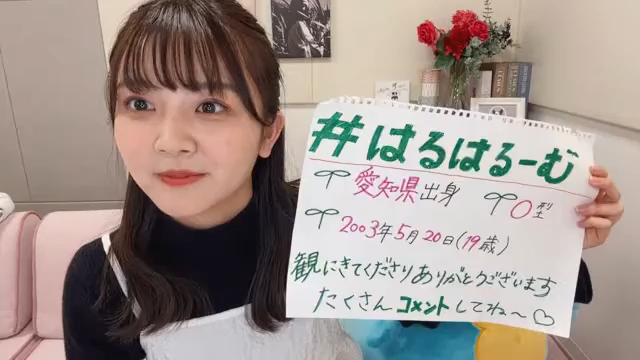 #はるはるーむ
愛知県出身 O型
2003年5月20日(19歳)
観にきてくださりありがとうございます
たくさんコメントしてね〜♡